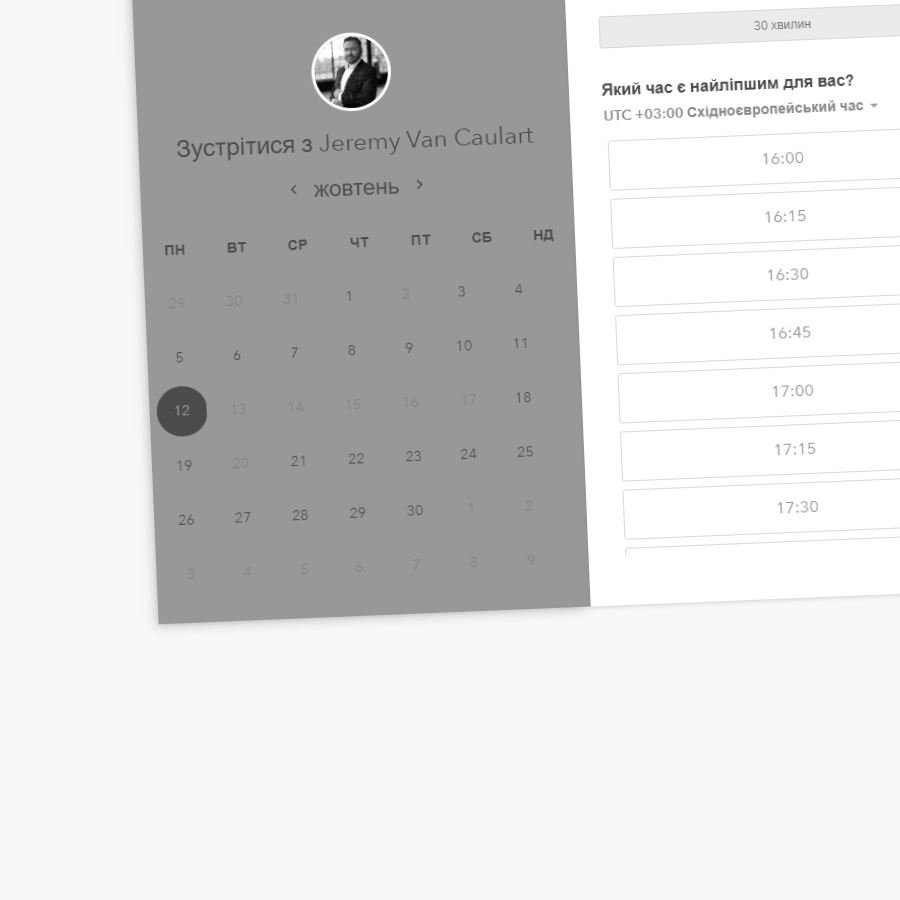 Зустрітися з Jeremy Van Caulart
жовтень
ПН ВТ СР ЧТ ПТ СБ НД
29 30 31 1 2 3 4
5 6 7 8 9 10 11
12 13 14 15 16 17 18
19 20 21 22 23 24 25
26 27 28 29 30 1 2
3 4 5 6 7 8 9
30 хвилин
Який час є найліпшим для вас?
UTC +03:00 Східноєвропейський час
16:00
16:15
16:30
16:45
17:00
17:15
17:30